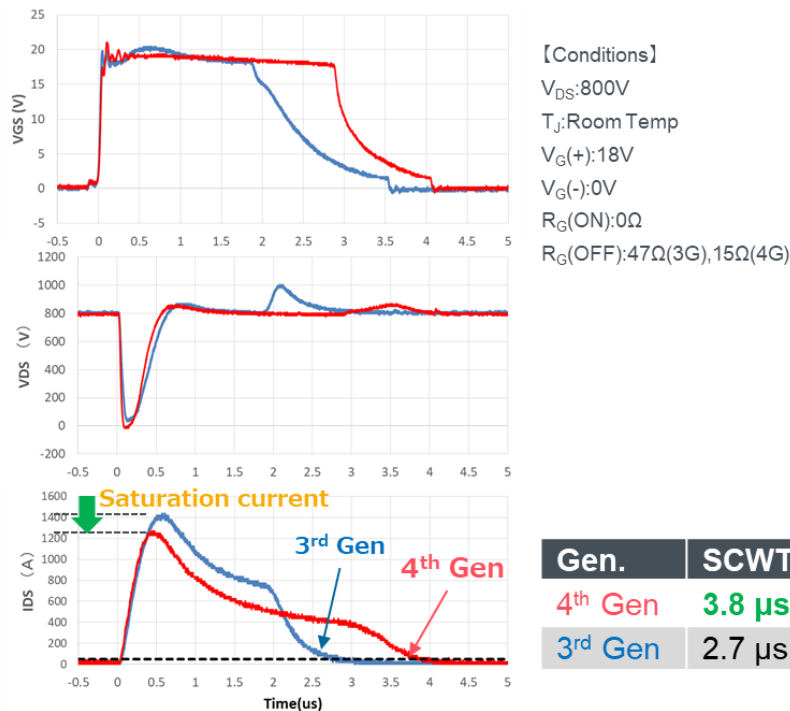 25
20
15
10
5
0
-5
VGS (V)
-0.5 0 0.5 1 1.5 2 2.5 3 3.5 4 4.5 5
【Conditions】
VDS:800V
TJ:Room Temp
VG(+):18V
VG(-):0V
RG(ON):0Ω
RG(OFF):47Ω(3G),15Ω(4G)
1200
1000
800
600
400
200
0
-200
VDS（V）
-0.5 0 0.5 1 1.5 2 2.5 3 3.5 4 4.5 5
1600
1400
1200
1000
800
600
400
200
0
IDS（A）
Saturation current
3rd Gen
4th Gen
-0.5 0 0.5 1 1.5 2 2.5 3 3.5 4 4.5 5
Time(us)
Gen. SCWT
4th Gen 3.8 µs
3rd Gen 2.7 µs